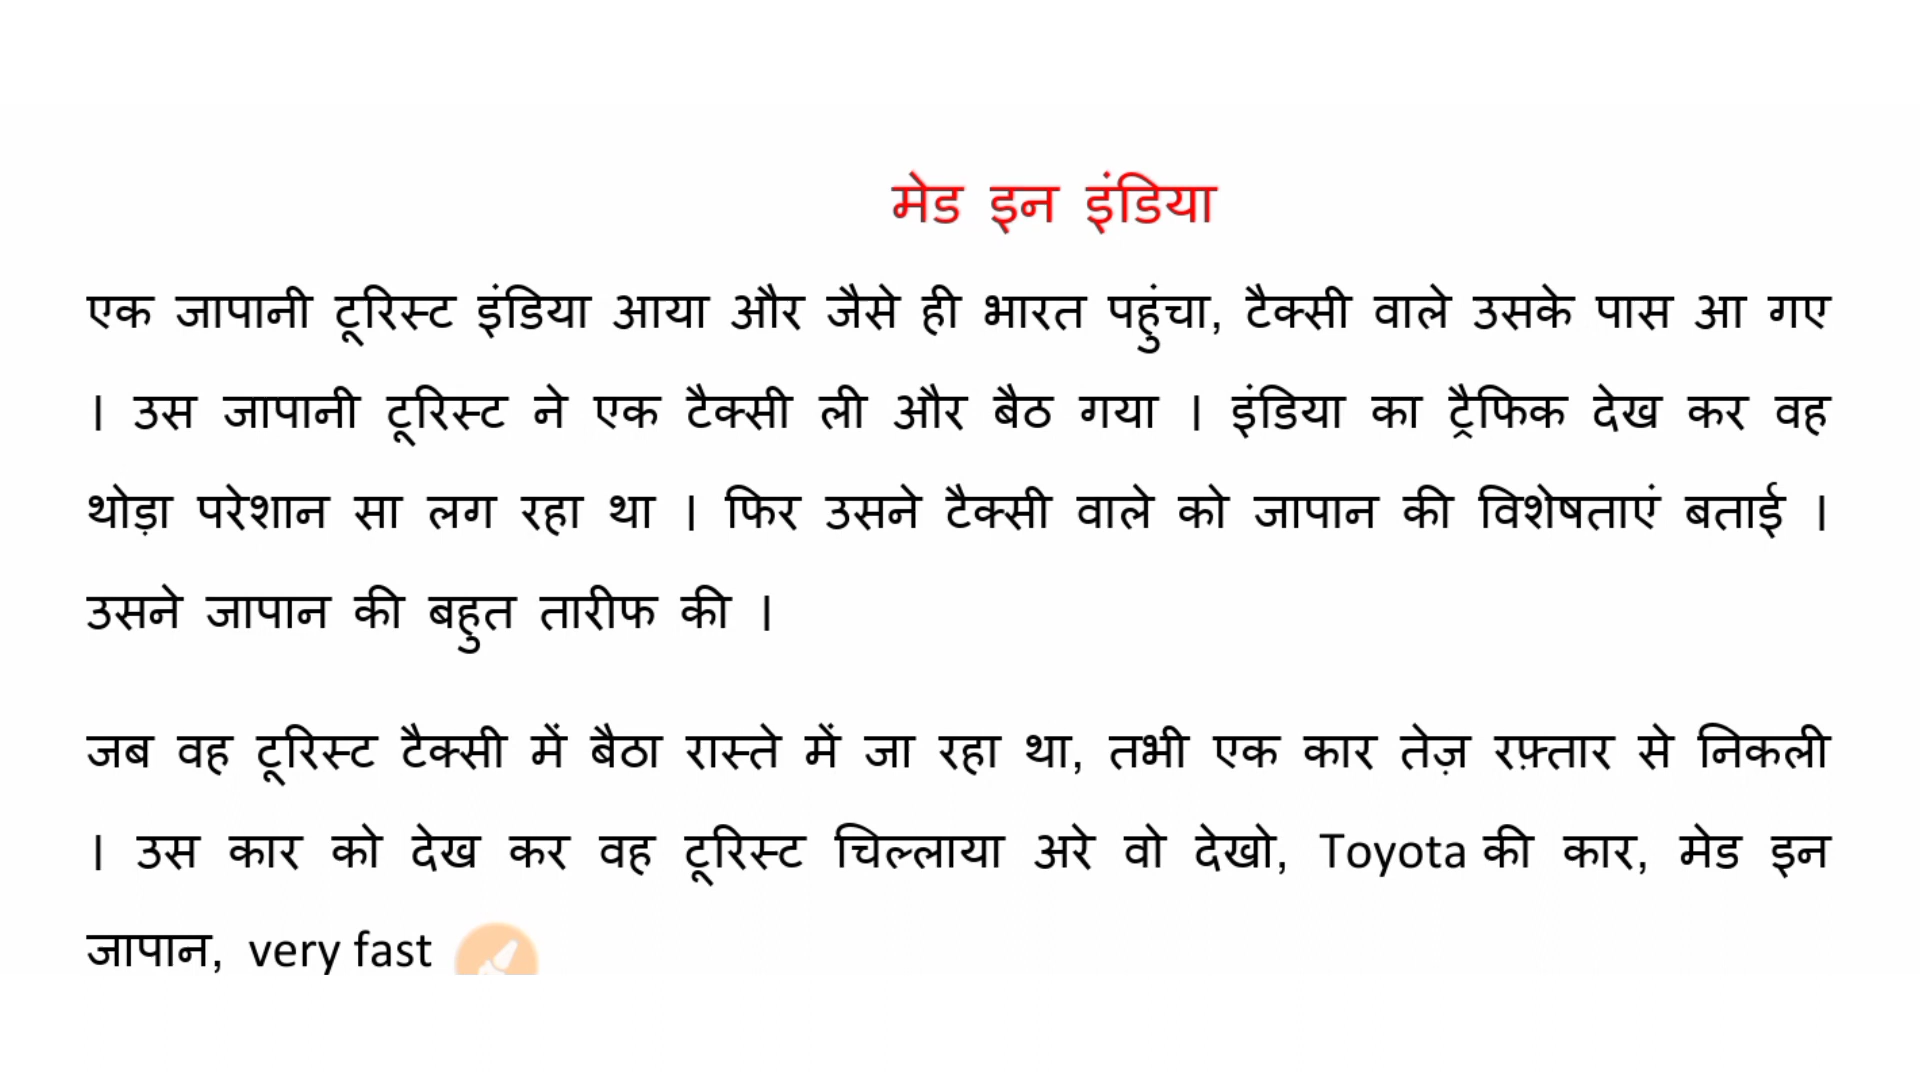 मेड इन इंडिया
एक जापानी टूरिस्ट इंडिया आया और जैसे ही भारत पहुंचा, टैक्सी वाले उसके पास आ गए
। उस जापानी टूरिस्ट ने एक टैक्सी ली और बैठ गया । इंडिया का ट्रैफिक देख कर वह
थोड़ा परेशान सा लग रहा था । फिर उसने टैक्सी वाले को जापान की विशेषताएं बताई ।
उसने जापान की बहुत तारीफ की ।
जब वह टूरिस्ट टैक्सी में बैठा रास्ते में जा रहा था, तभी एक कार तेज़ रफ़्तार से निकली
। उस कार को देख कर वह टूरिस्ट चिल्लाया अरे वो देखो, Toyota की कार, मेड इन
जापान, very fast